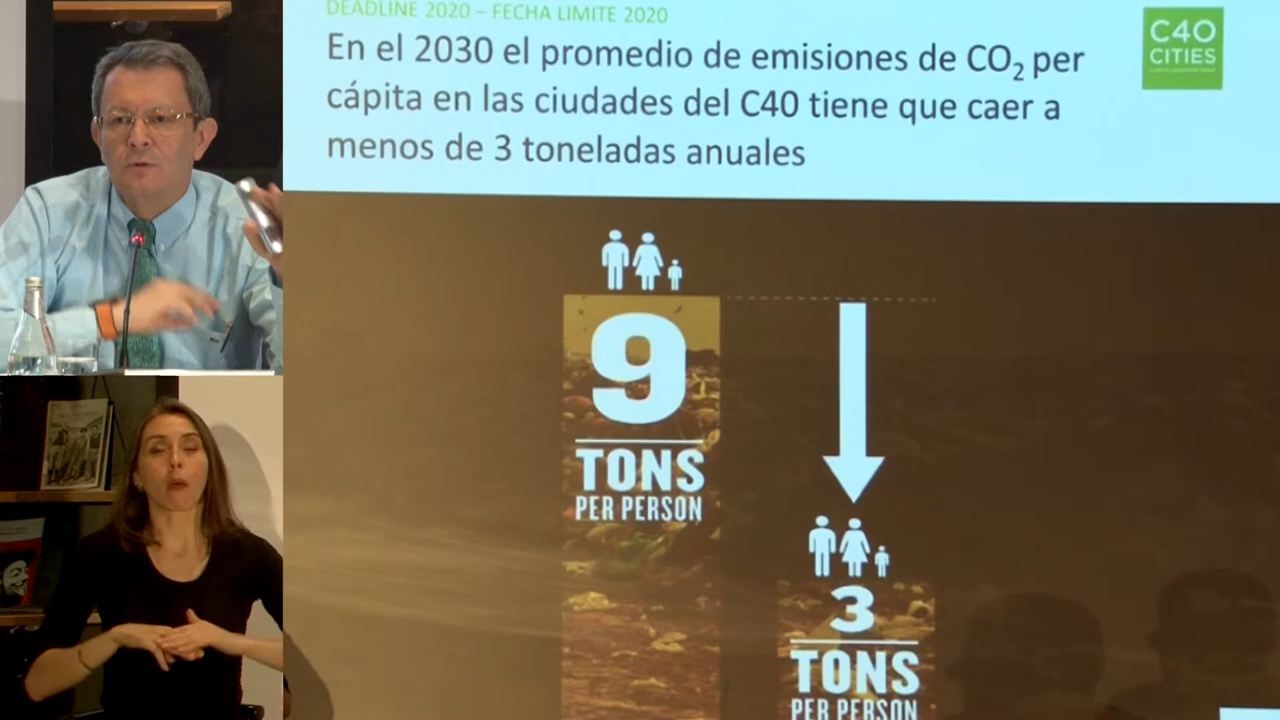 DEADLINE 2020 – FECHA LIMITE 2020
En el 2030 el promedio de emisiones de CO₂ per
cápita en las ciudades del C40 tiene que caer a
menos de 3 toneladas anuales
C40
CITIES
9
TONS
PER PERSON
3
TONS
PER PERSON